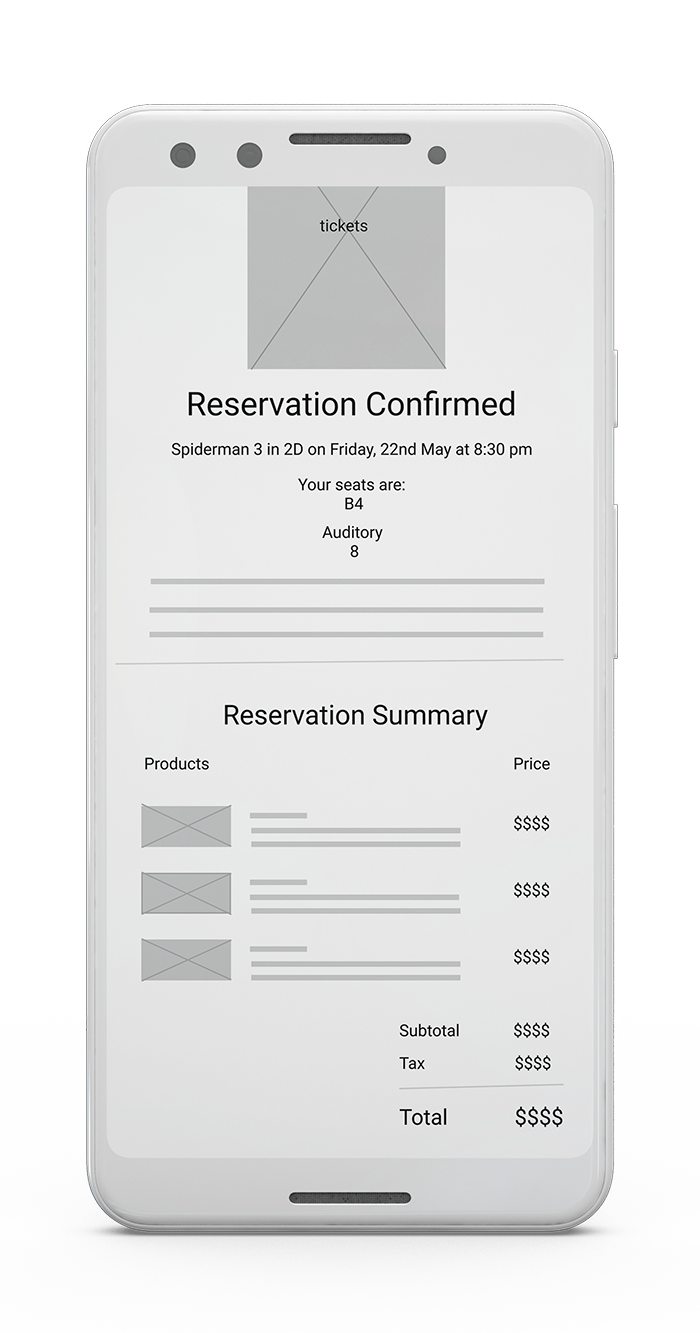 tickets
Reservation Confirmed
Spiderman 3 in 2D on Friday, 22nd May at 8:30 pm
Your seats are:
B4
Auditory
8
Reservation Summary
Products Price
$$$$
$$$$
$$$$
Subtotal $$$$
Tax $$$$
Total $$$$